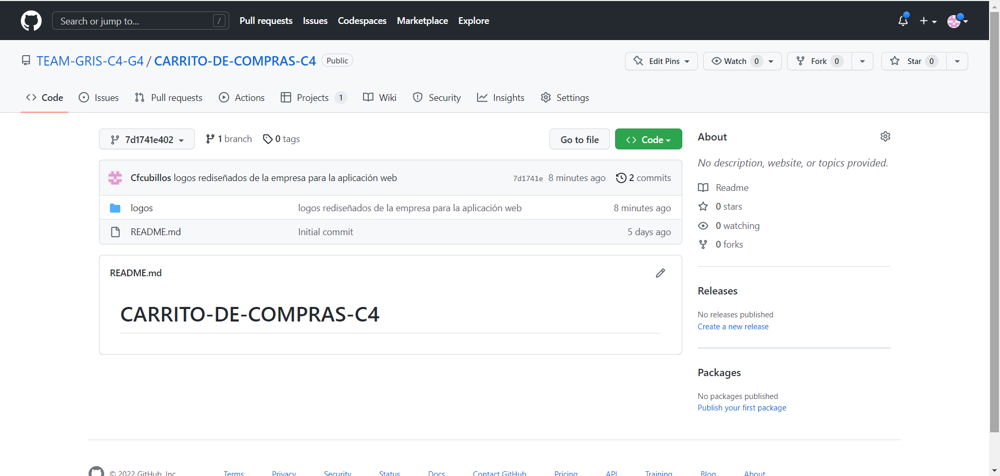 Search or jump to... /
Pull requests Issues Codespaces Marketplace Explore
TEAM-GRIS-C4-G4 / CARRITO-DE-COMPRAS-C4 Public
Edit Pins Watch 0 Fork 0 Star 0
Code Issues Pull requests Actions Projects 1 Wiki Security Insights Settings
7d1741e402 1 branch 0 tags Go to file Code
Cfcubillos logos rediseñados de la empresa para la aplicación web 7d1741e 8 minutes ago 2 commits
logos logos rediseñados de la empresa para la aplicación web 8 minutes ago
README.md Initial commit 5 days ago
README.md
CARRITO-DE-COMPRAS-C4
About
No description, website, or topics provided.
Readme
0 stars
0 watching
0 forks
Releases
No releases published
Create a new release
Packages
No packages published
Publish your first package
© 2022 GitHub, Inc. Terms Privacy Security Status Docs Contact GitHub Pricing API Training Blog About